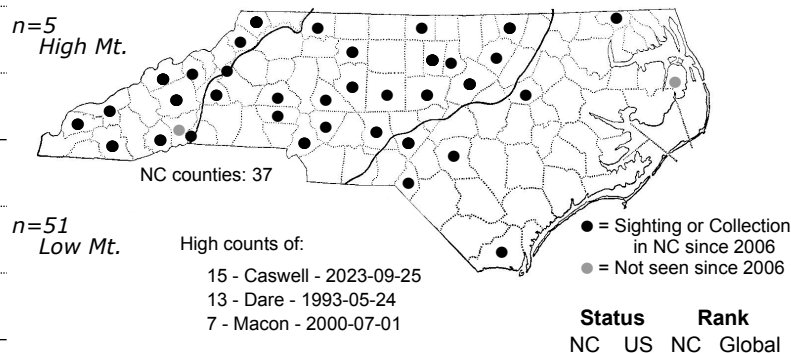 n=5
High Mt.
NC counties: 37
n=51
Low Mt.
High counts of:
15 - Caswell - 2023-09-25
13 - Dare - 1993-05-24
7 - Macon - 2000-07-01
= Sighting or Collection
in NC since 2006
= Not seen since 2006
Status Rank
NC US NC Global